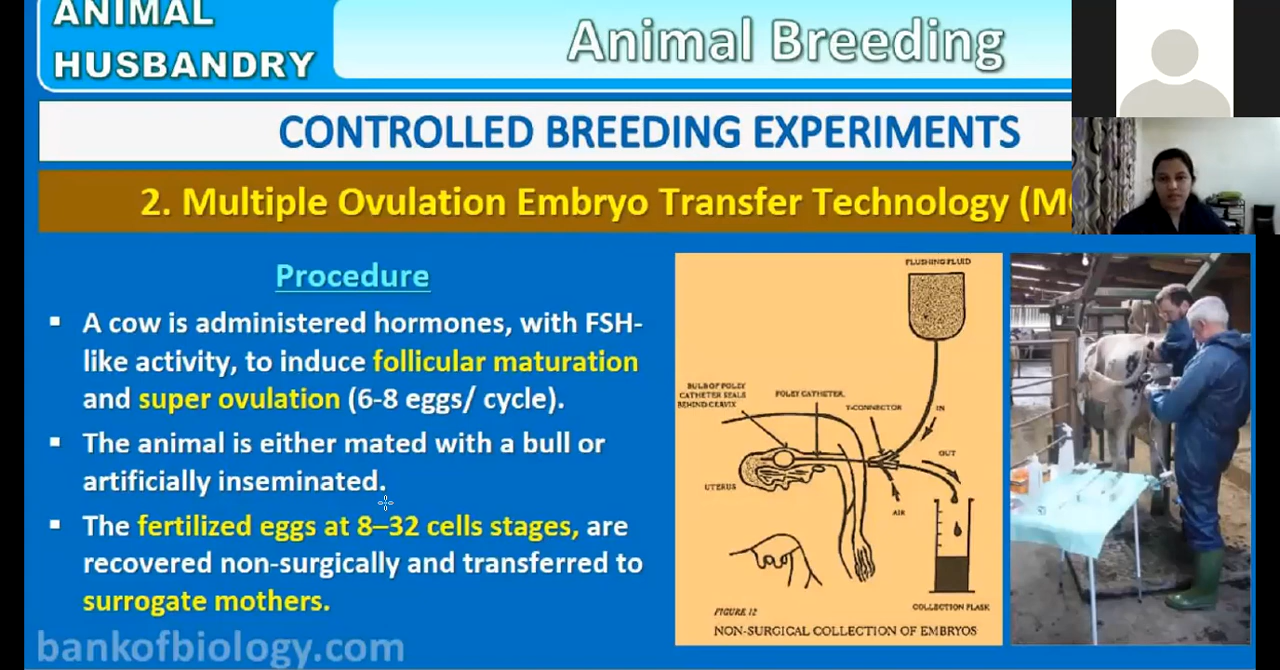 ANIMAL
HUSBANDRY
Animal Breeding
CONTROLLED BREEDING EXPERIMENTS
2. Multiple Ovulation Embryo Transfer Technology (M
Procedure
▪ A cow is administered hormones, with FSH-
like activity, to induce follicular maturation
and super ovulation (6-8 eggs/ cycle).
▪ The animal is either mated with a bull or
artificially inseminated.
▪ The fertilized eggs at 8–32 cells stages, are
recovered non-surgically and transferred to
surrogate mothers.
FLUSHING FLUID
BULB OF FOLEY
CATHETER SEALS
BEHIND CERVIX
FOLEY CATHETER
Y-CONNECTOR
IN
OUT
UTERUS
AIR
COLLECTION FLASK
FIGURE 12
NON-SURGICAL COLLECTION OF EMBRYOS
bankofbiology.com